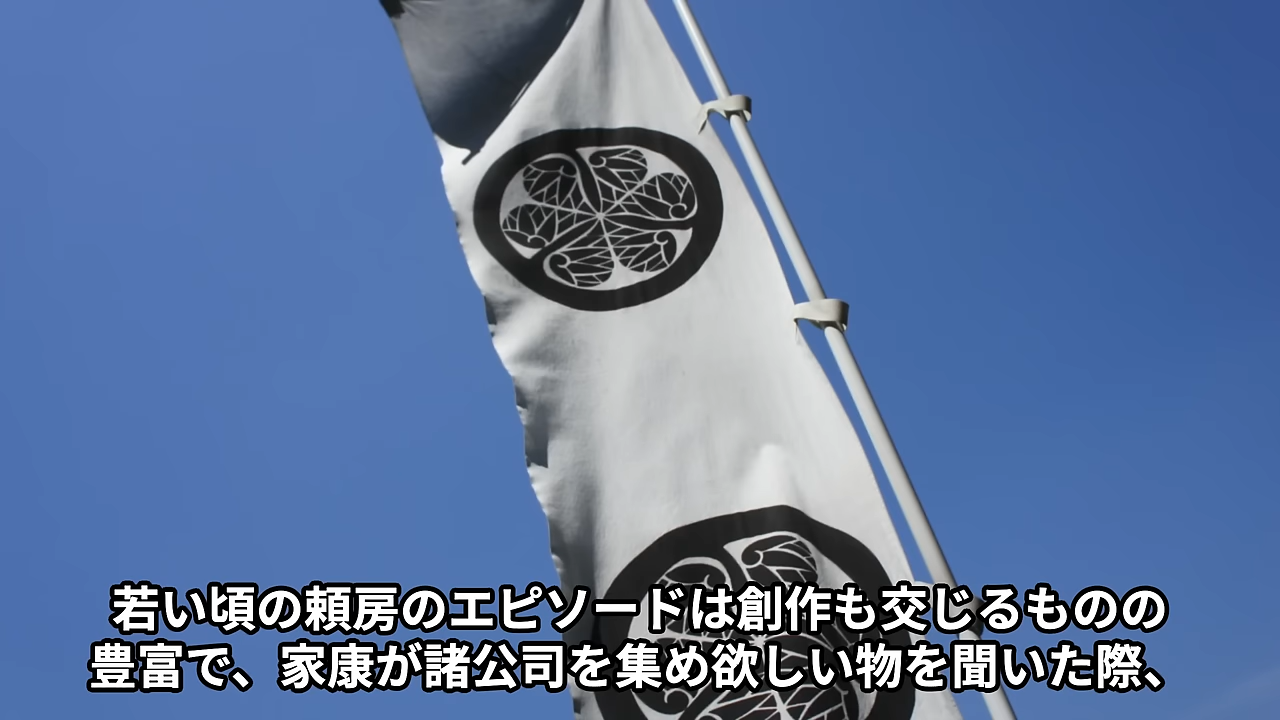 若い頃の頼房のエピソードは創作も交じるものの
豊富で、家康が諸公司を集め欲しい物を聞いた際、